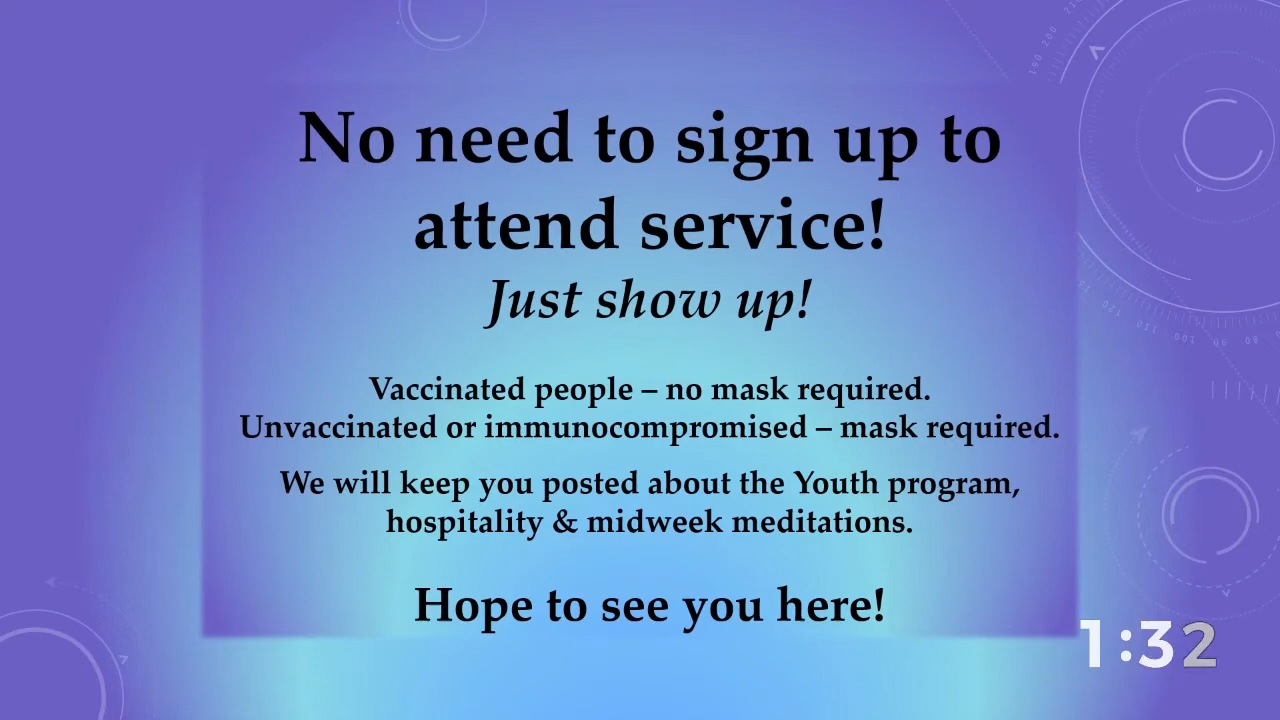 No need to sign up to
attend service!
Just show up!
Vaccinated people – no mask required.
Unvaccinated or immunocompromised – mask required.
We will keep you posted about the Youth program,
hospitality & midweek meditations.
Hope to see you here!
1:32